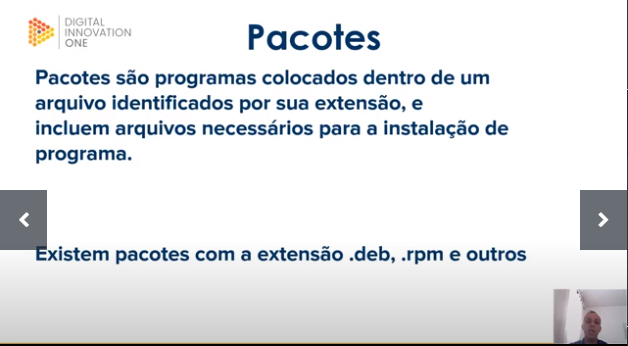 DIGITAL
INNOVATION
ONE
Pacotes
Pacotes são programas colocados dentro de um
arquivo identificados por sua extensão, e
incluem arquivos necessários para a instalação de
programa.
Existem pacotes com a extensão .deb, .rpm e outros